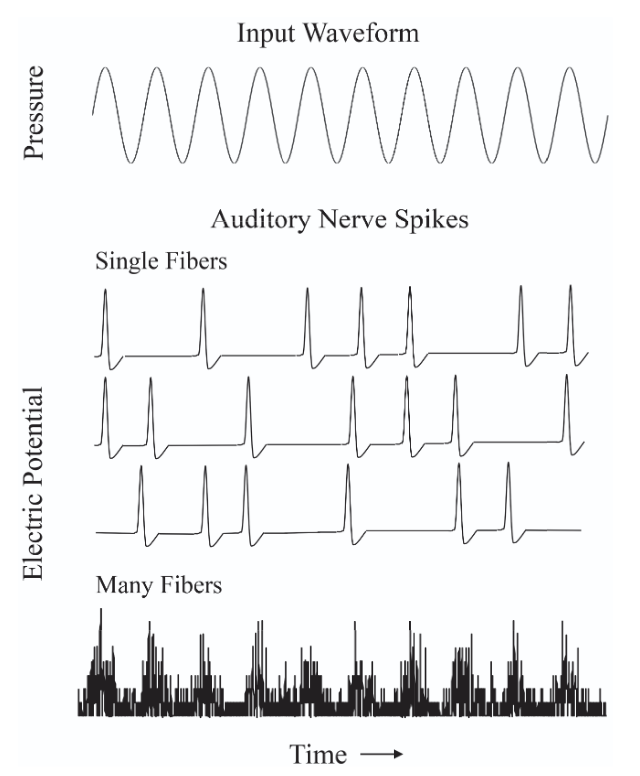 Input Waveform
Pressure
Auditory Nerve Spikes
Single Fibers
Electric Potential
Many Fibers
Time